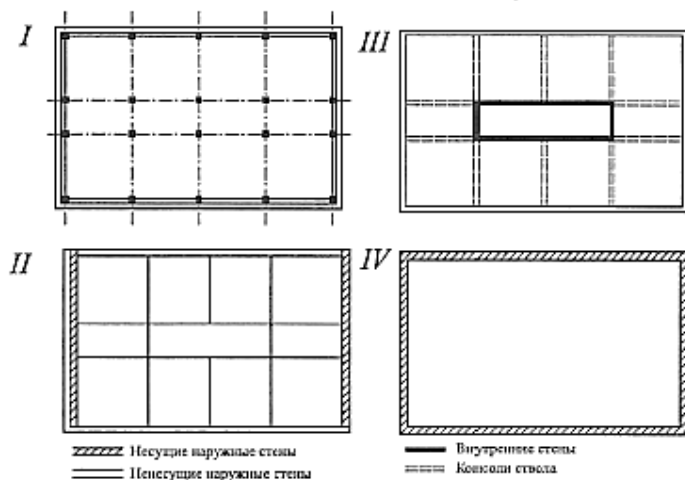 I
III
II
IV
Несущие наружные стены
Ненесущие наружные стены
Внутренние стены
Консоли ствола